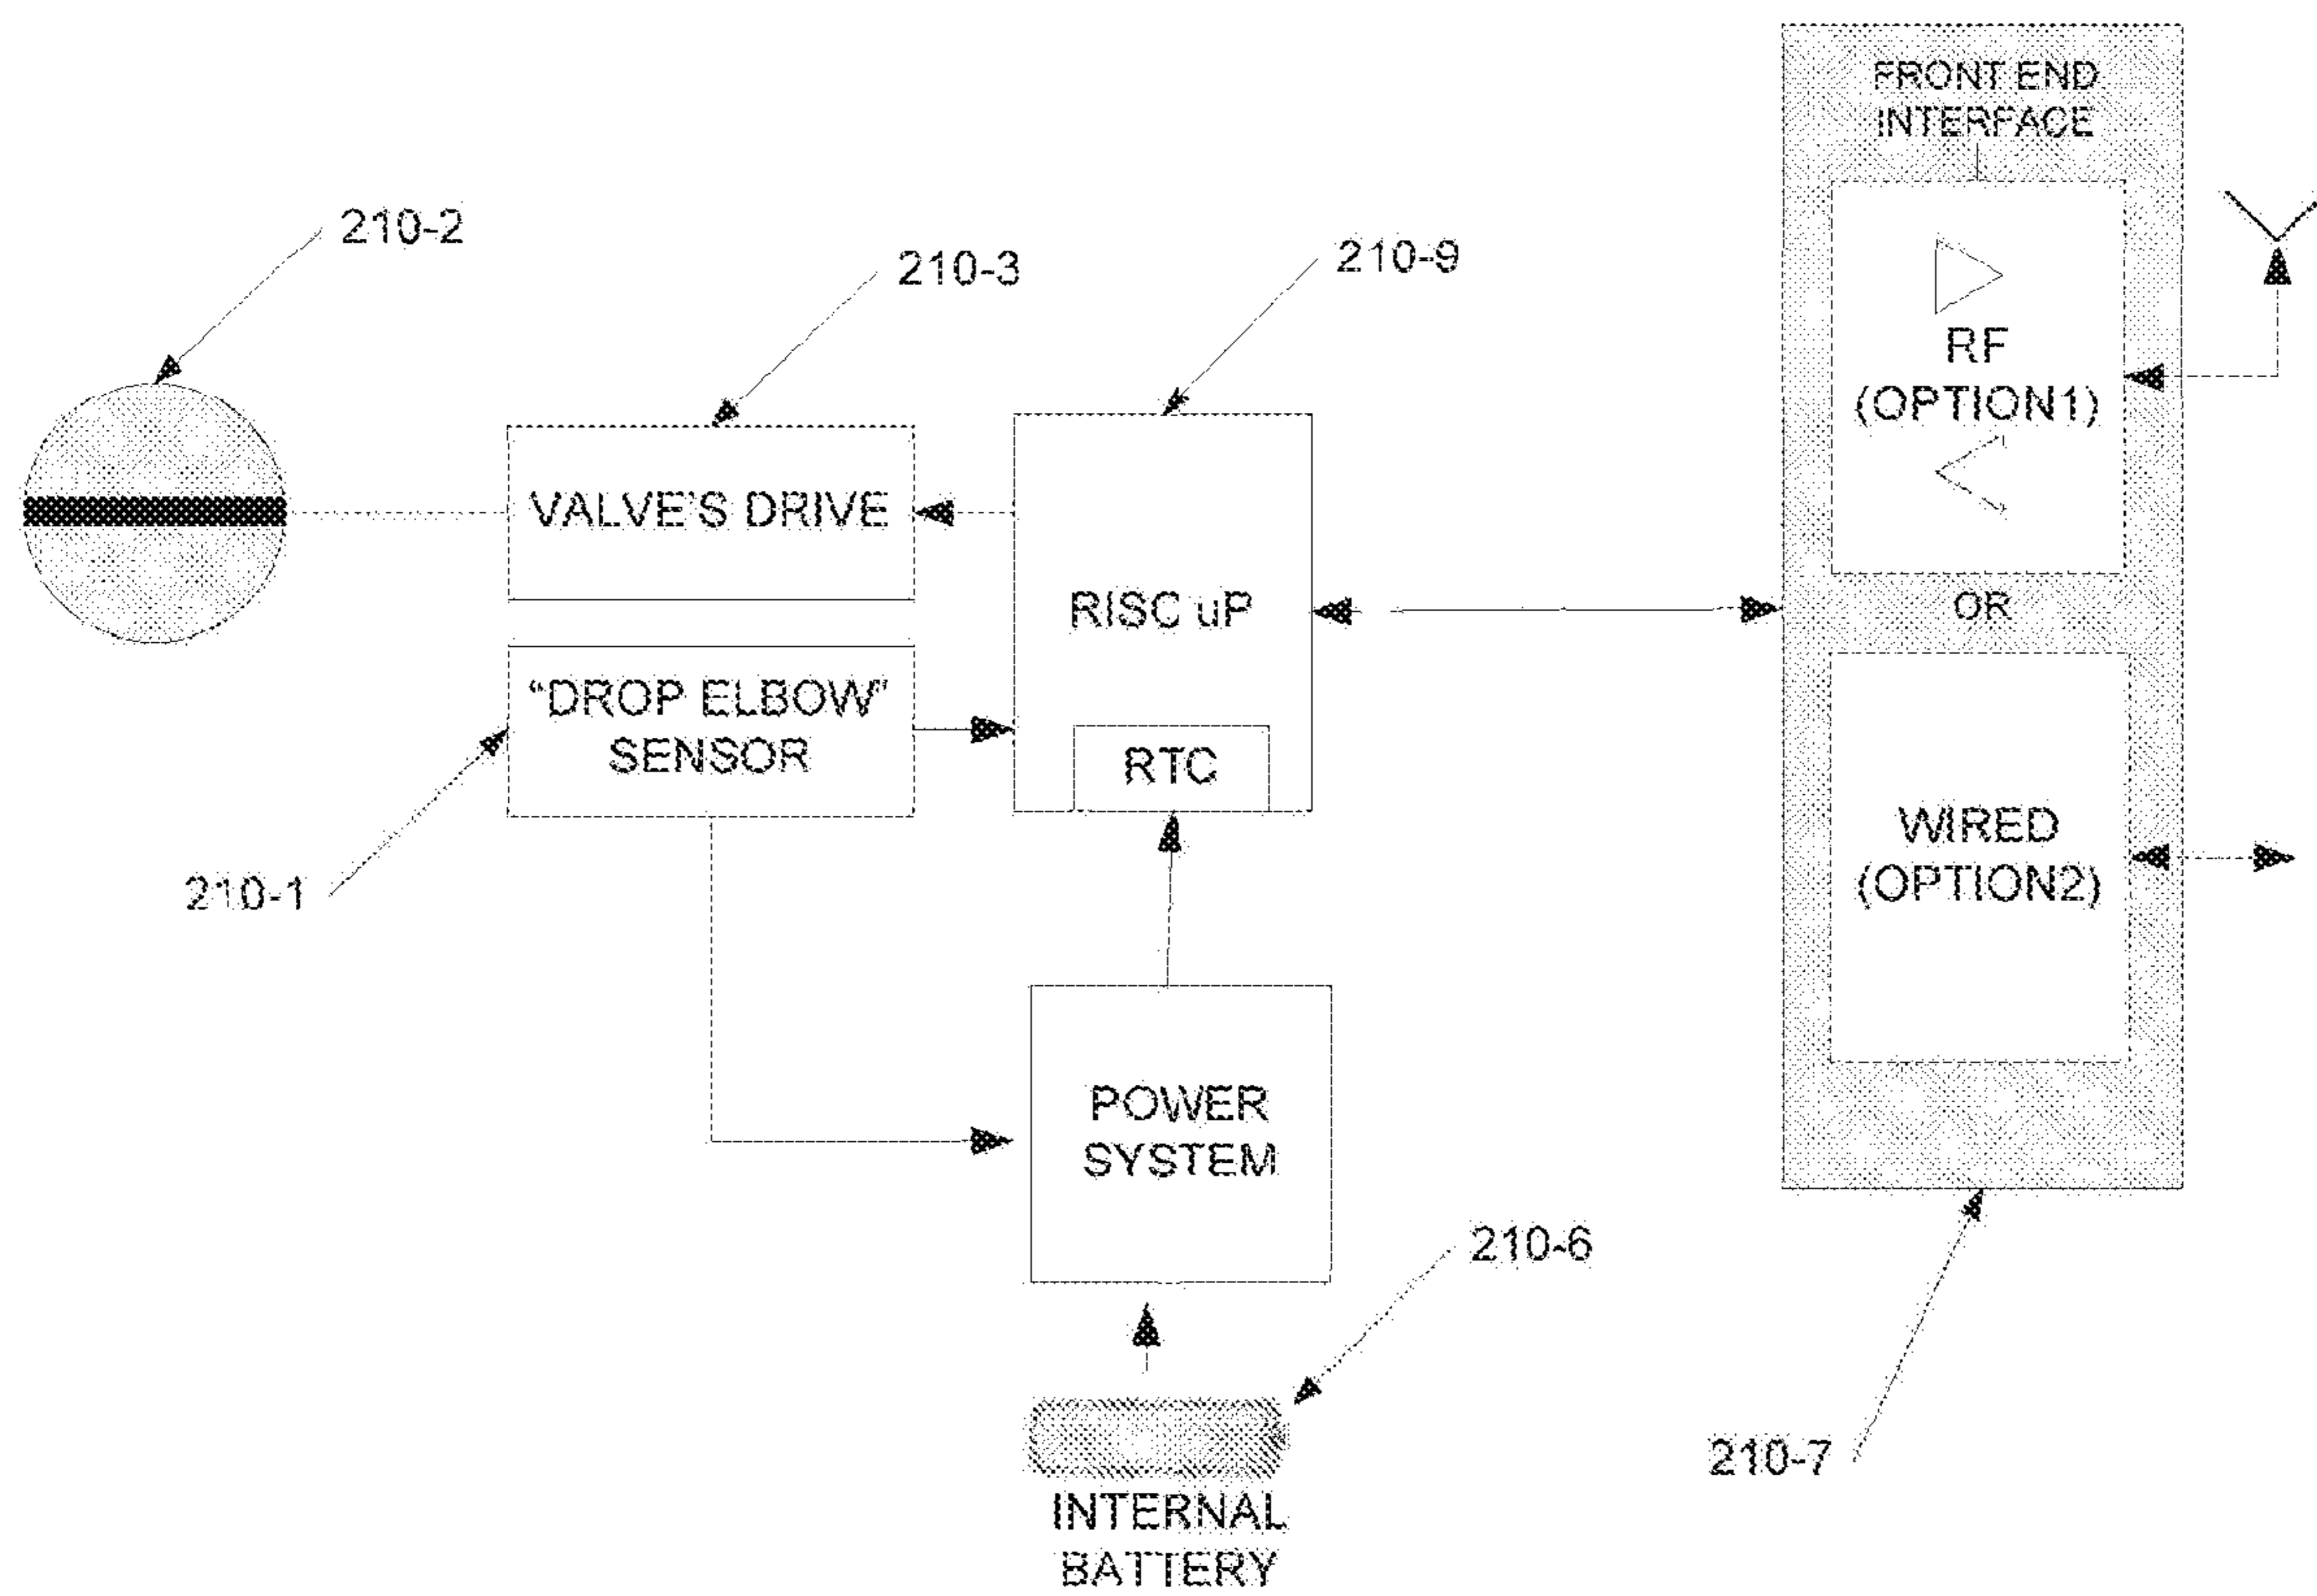 FRONT END
INTERFACE
210-2
210-3
210-9
RF
(OPTION1)
VALVE'S DRIVE
RISC uP
OR
"DROP ELBOW"
SENSOR
RTC
WIRED
(OPTION2)
210-1
POWER
SYSTEM
210-6
210-7
INTERNAL
BATTERY